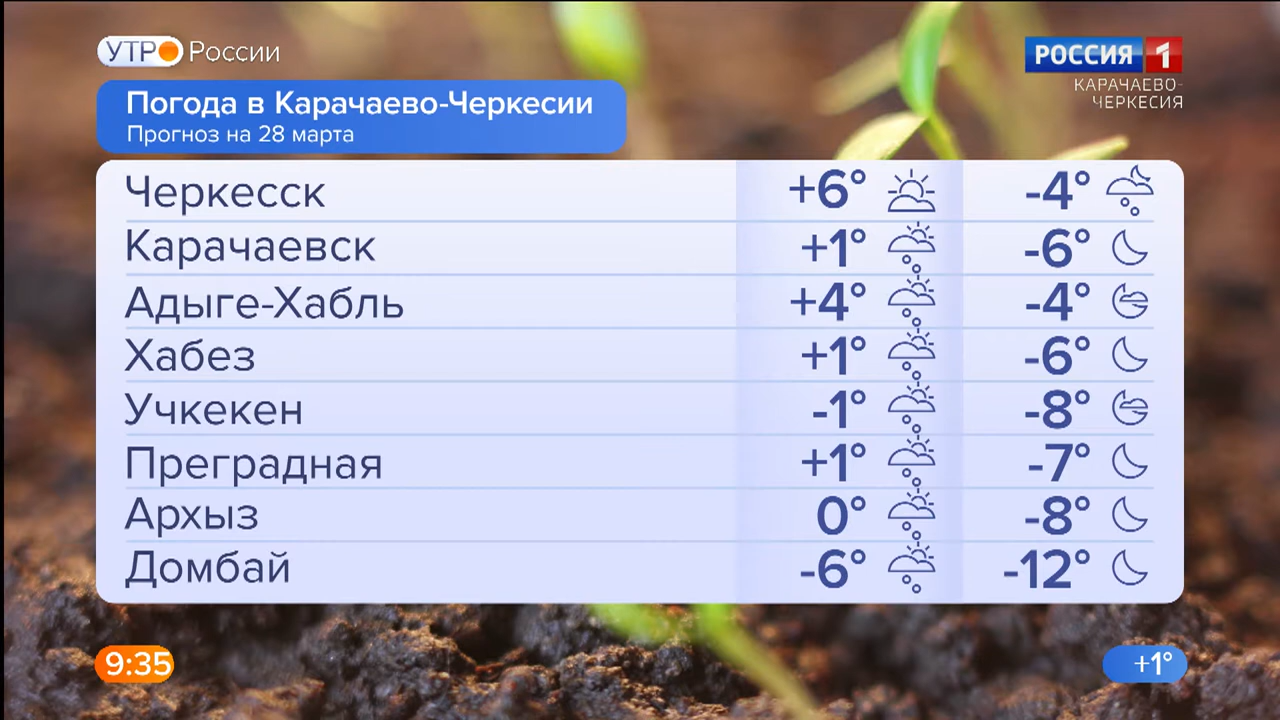 УТРО России
РОССИЯ 1
КАРАЧАЕВО-
ЧЕРКЕСИЯ
Погода в Карачаево-Черкесии
Прогноз на 28 марта
Черкесск +6° -4°
Карачаевск +1° -6°
Адыге-Хабль +4° -4°
Хабез +1° -6°
Учкекен -1° -8°
Преградная +1° -7°
Архыз 0° -8°
Домбай -6° -12°
9:35 +1°